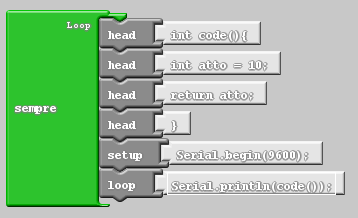 Loop
head int code(){
head int atto = 10;
head return atto;
sempre
head }
setup Serial.begin(9600);
loop Serial.println(code());